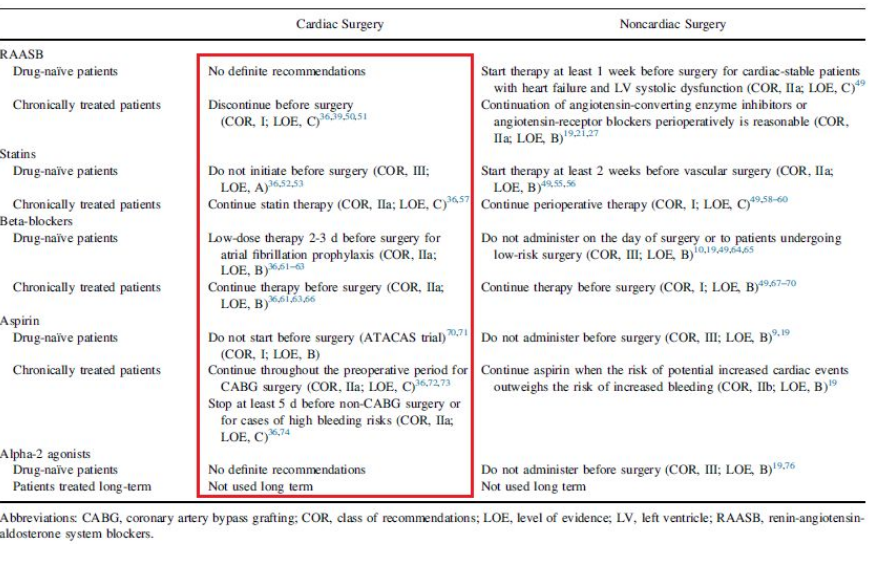 Cardiac Surgery Noncardiac Surgery
RAASB
Drug-naïve patients No definite recommendations Start therapy at least 1 week before surgery for cardiac-stable patients
with heart failure and LV systolic dysfunction (COR, IIa; LOE, C)49
Chronically treated patients Discontinue before surgery Continuation of angiotensin-converting enzyme inhibitors or
(COR, I; LOE, C)36,39,50,51 angiotensin-receptor blockers perioperatively is reasonable (COR,
IIa; LOE, B)19,21,27
Statins
Drug-naïve patients Do not initiate before surgery (COR, III; Start therapy at least 2 weeks before vascular surgery (COR, IIa;
LOE, A)36,52,53 LOE, B)49,55,56
Chronically treated patients Continue statin therapy (COR, IIa; LOE, C)36,57 Continue perioperative therapy (COR, I; LOE, C)49,58–60
Beta-blockers
Drug-naïve patients Low-dose therapy 2-3 d before surgery for Do not administer on the day of surgery or to patients undergoing
atrial fibrillation prophylaxis (COR, IIa; low-risk surgery (COR, III; LOE, B)10,19,49,64,65
LOE, B)36,61–63
Chronically treated patients Continue therapy before surgery (COR, IIa; Continue therapy before surgery (COR, I; LOE, B)49,67–70
LOE, B)36,61,63,66
Aspirin
Drug-naïve patients Do not start before surgery (ATACAS trial)70,71 Do not administer before surgery (COR, III; LOE, B)9,19
(COR, I; LOE, B)
Chronically treated patients Continue throughout the preoperative period for Continue aspirin when the risk of potential increased cardiac events
CABG surgery (COR, IIa; LOE, C)36,72,73 outweighs the risk of increased bleeding (COR, IIb; LOE, B)19
Stop at least 5 d before non-CABG surgery or
for cases of high bleeding risks (COR, IIa;
LOE, C)36,74
Alpha-2 agonists
Drug-naïve patients No definite recommendations Do not administer before surgery (COR, III; LOE, B)19,76
Patients treated long-term Not used long term Not used long term
Abbreviations: CABG, coronary artery bypass grafting; COR, class of recommendations; LOE, level of evidence; LV, left ventricle; RAASB, renin-angiotensin-
aldosterone system blockers.